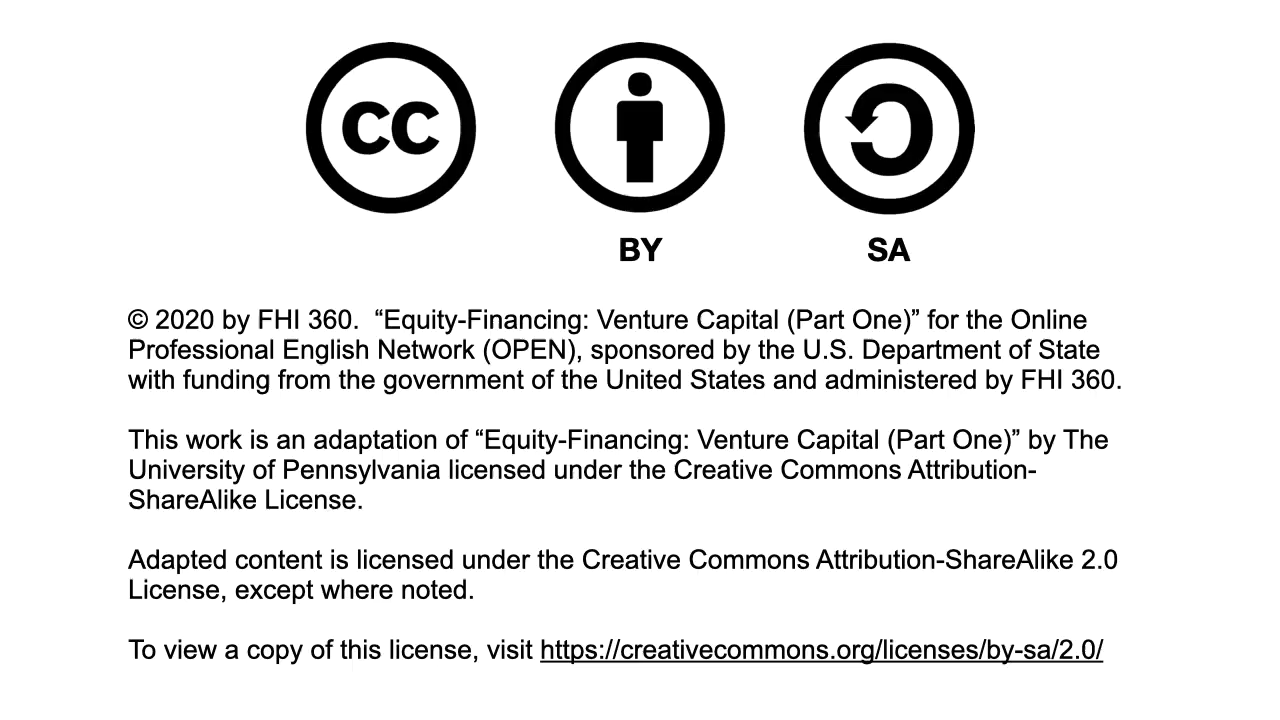 cc
BY
SA
© 2020 by FHI 360.  “Equity-Financing: Venture Capital (Part One)” for the Online
Professional English Network (OPEN), sponsored by the U.S. Department of State
with funding from the government of the United States and administered by FHI 360.
This work is an adaptation of “Equity-Financing: Venture Capital (Part One)” by The
University of Pennsylvania licensed under the Creative Commons Attribution-
ShareAlike License.
Adapted content is licensed under the Creative Commons Attribution-ShareAlike 2.0
License, except where noted.
To view a copy of this license, visit https://creativecommons.org/licenses/by-sa/2.0/